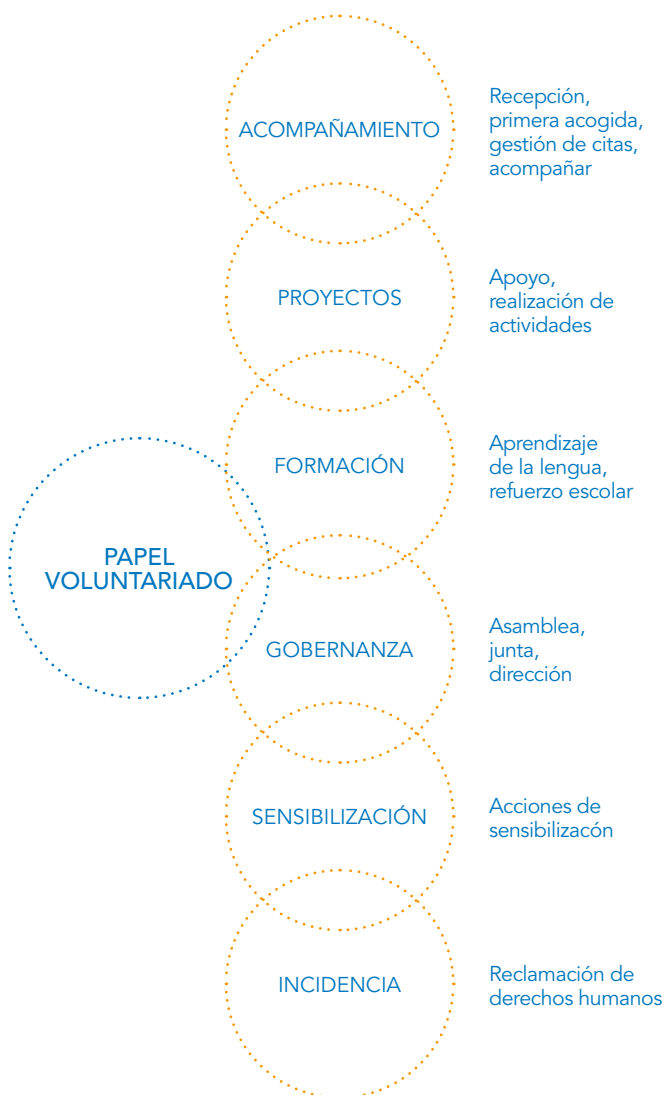 ACOMPAÑAMIENTO
Recepción,
primera acogida,
gestión de citas,
acompañar
PROYECTOS
Apoyo,
realización de
actividades
FORMACIÓN
Aprendizaje
de la lengua,
refuerzo escolar
PAPEL
VOLUNTARIADO
GOBERNANZA
Asamblea,
junta,
dirección
SENSIBILIZACIÓN
Acciones de
sensibilizacón
INCIDENCIA
Reclamación de
derechos humanos